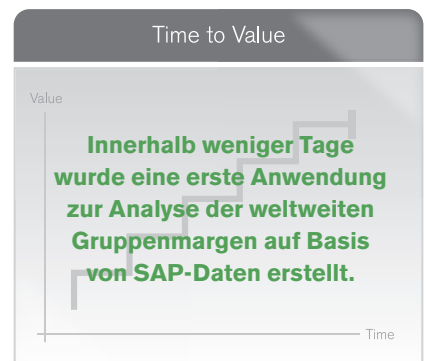 Time to Value
Value
Innerhalb weniger Tage
wurde eine erste Anwendung
zur Analyse der weltweiten
Gruppenmargen auf Basis
von SAP-Daten erstellt.
Time